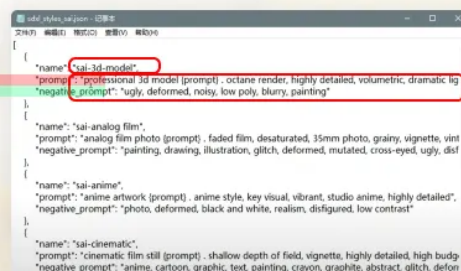 sdxl_styles_sai.json - 记事本
文件(F) 编辑(E) 格式(O) 查看(V) 帮助(H)
[
{
"name": "sai-3d-model",
"prompt": "professional 3d model {prompt} . octane render, highly detailed, volumetric, dramatic lig
"negative_prompt": "ugly, deformed, noisy, low poly, blurry, painting"
},
{
"name": "sai-analog film",
"prompt": "analog film photo {prompt} . faded film, desaturated, 35mm photo, grainy, vignette, vint
"negative_prompt": "painting, drawing, illustration, glitch, deformed, mutated, cross-eyed, ugly, disf
},
{
"name": "sai-anime",
"prompt": "anime artwork {prompt} . anime style, key visual, vibrant, studio anime, highly detailed",
"negative_prompt": "photo, deformed, black and white, realism, disfigured, low contrast"
},
{
"name": "sai-cinematic",
"prompt": "cinematic film still {prompt} . shallow depth of field, vignette, highly detailed, high budg
"negative_prompt": "anime, cartoon, graphic, text, painting, crayon, graphite, abstract, glitch, defor